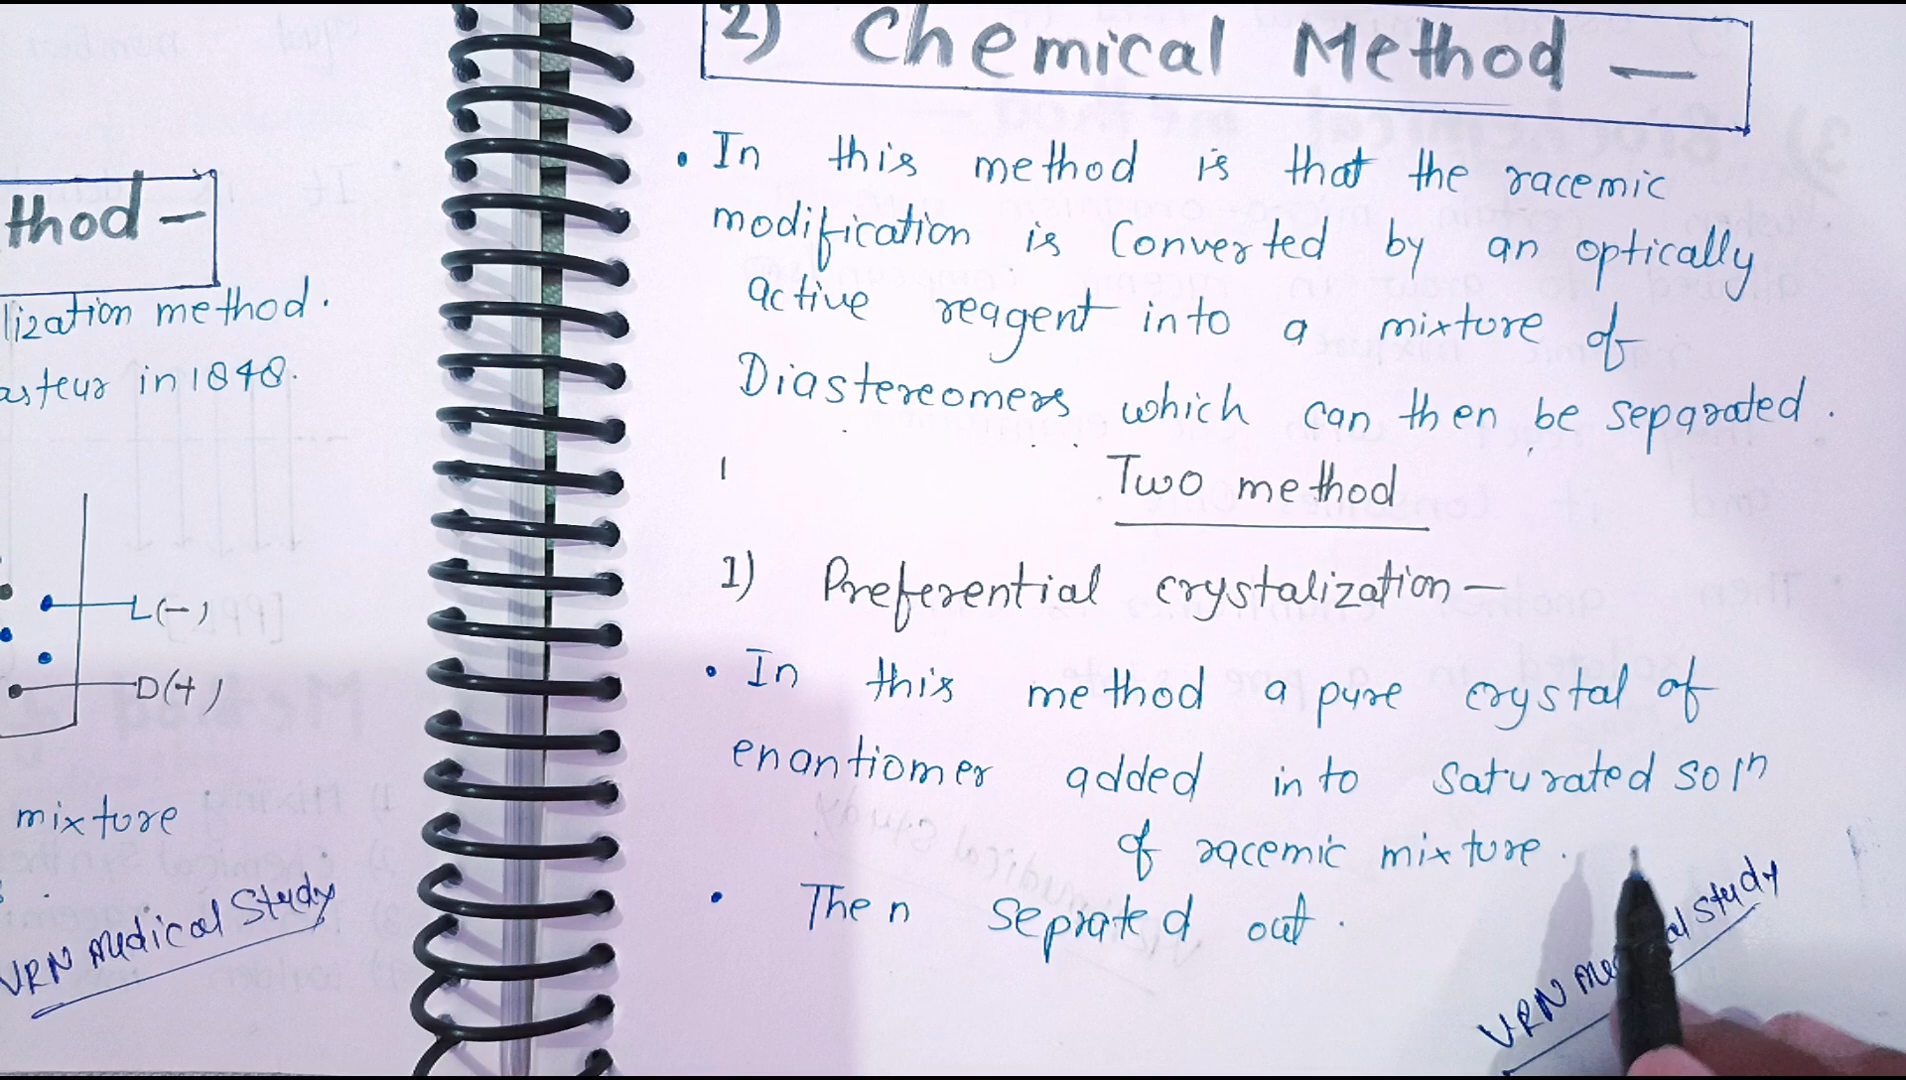 thod -
lization method.
asteur in 1848.
L(-)
D(+)
mixture
VRN Medical Study
2) Chemical Method —
• In this method is that the racemic
modification is Converted by an optically
active reagent into a mixture of
Diastereomers which can then be separated.
Two method
1) Preferential crystalization —
• In this method a pure crystal of
enantiomer added into saturated soln
of racemic mixture.
• Then seprated out.
VRN Me al Study